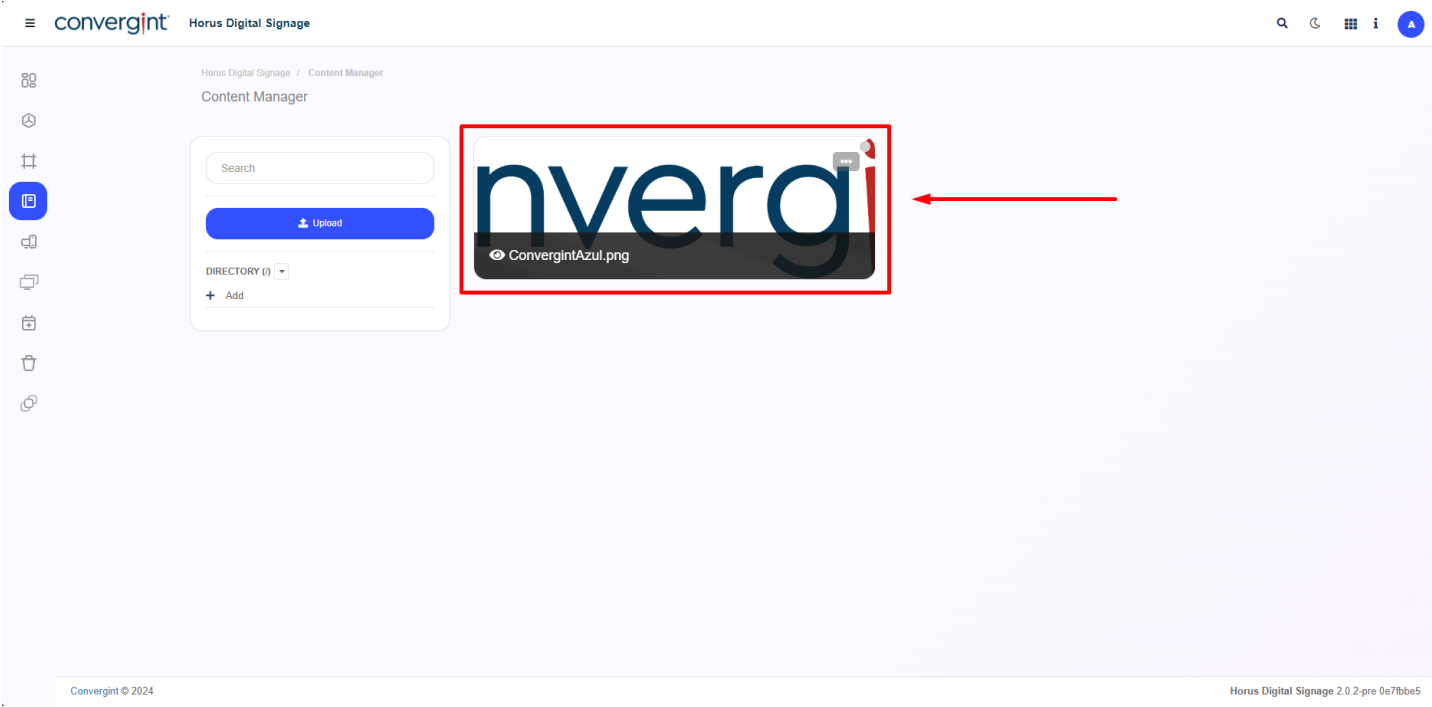 convergint
Horus Digital Signage
A
Horus Digital Signage / Content Manager
Content Manager
Search
Upload
DIRECTORY (/)
Add
nvergi
ConvergintAzul.png
Convergint © 2024
Horus Digital Signage 2.0.2-pre 0e7fbbe5